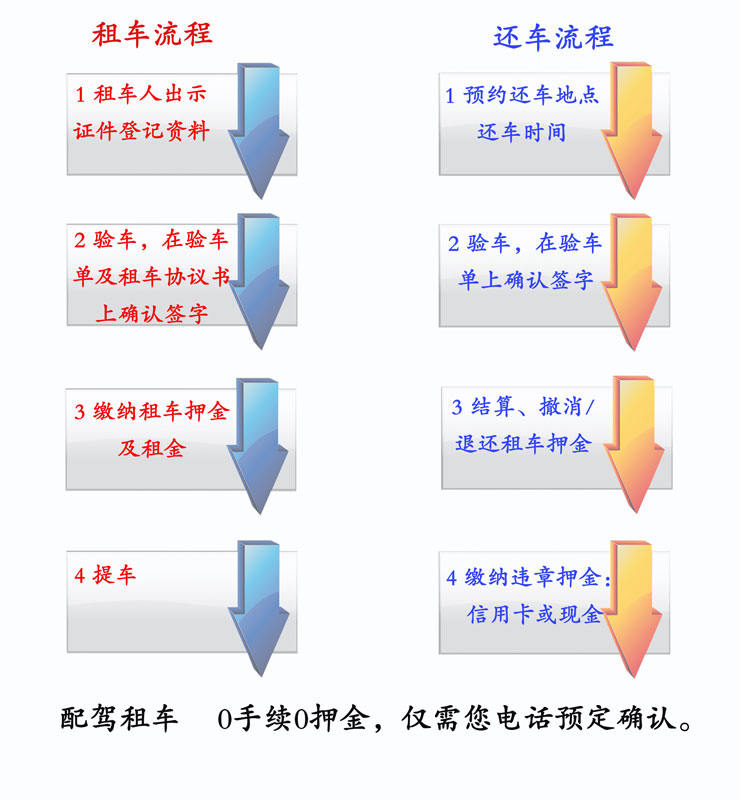 租车流程
1 租车人出示
证件登记资料
2 验车，在验车
单及租车协议书
上确认签字
3 缴纳租车押金
及租金
4 提车
还车流程
1 预约还车地点
还车时间
2 验车，在验车
单上确认签字
3 结算、撤消/
退还租车押金
4 缴纳违章押金：
信用卡或现金
配驾租车 0手续0押金，仅需您电话预定确认。